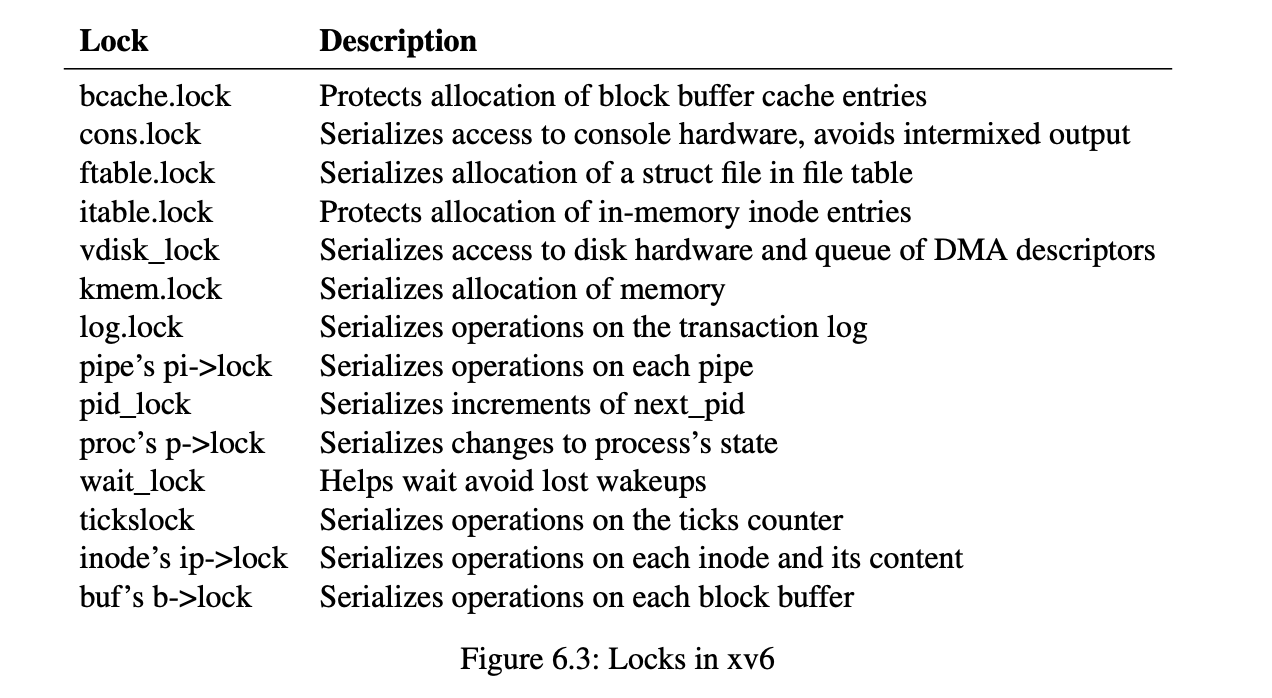 Lock Description
bcache.lock Protects allocation of block buffer cache entries
cons.lock Serializes access to console hardware, avoids intermixed output
ftable.lock Serializes allocation of a struct file in file table
itable.lock Protects allocation of in-memory inode entries
vdisk_lock Serializes access to disk hardware and queue of DMA descriptors
kmem.lock Serializes allocation of memory
log.lock Serializes operations on the transaction log
pipe’s pi->lock Serializes operations on each pipe
pid_lock Serializes increments of next_pid
proc’s p->lock Serializes changes to process’s state
wait_lock Helps wait avoid lost wakeups
tickslock Serializes operations on the ticks counter
inode’s ip->lock Serializes operations on each inode and its content
buf’s b->lock Serializes operations on each block buffer
Figure 6.3: Locks in xv6